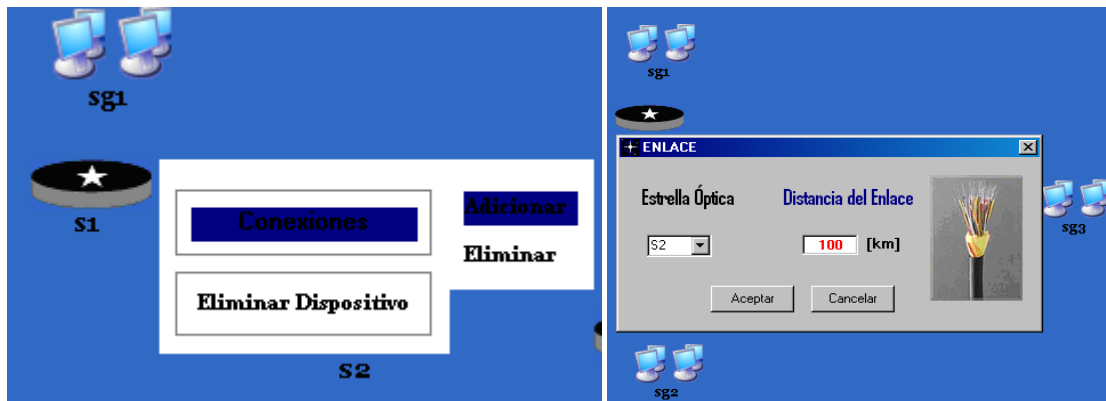 sg1
S1
Conexiones
Adicionar
Eliminar
Eliminar Dispositivo
S2
sg1
ENLACE
Estrella Óptica
Distancia del Enlace
S2
100 [km]
Aceptar
Cancelar
sg3
sg2